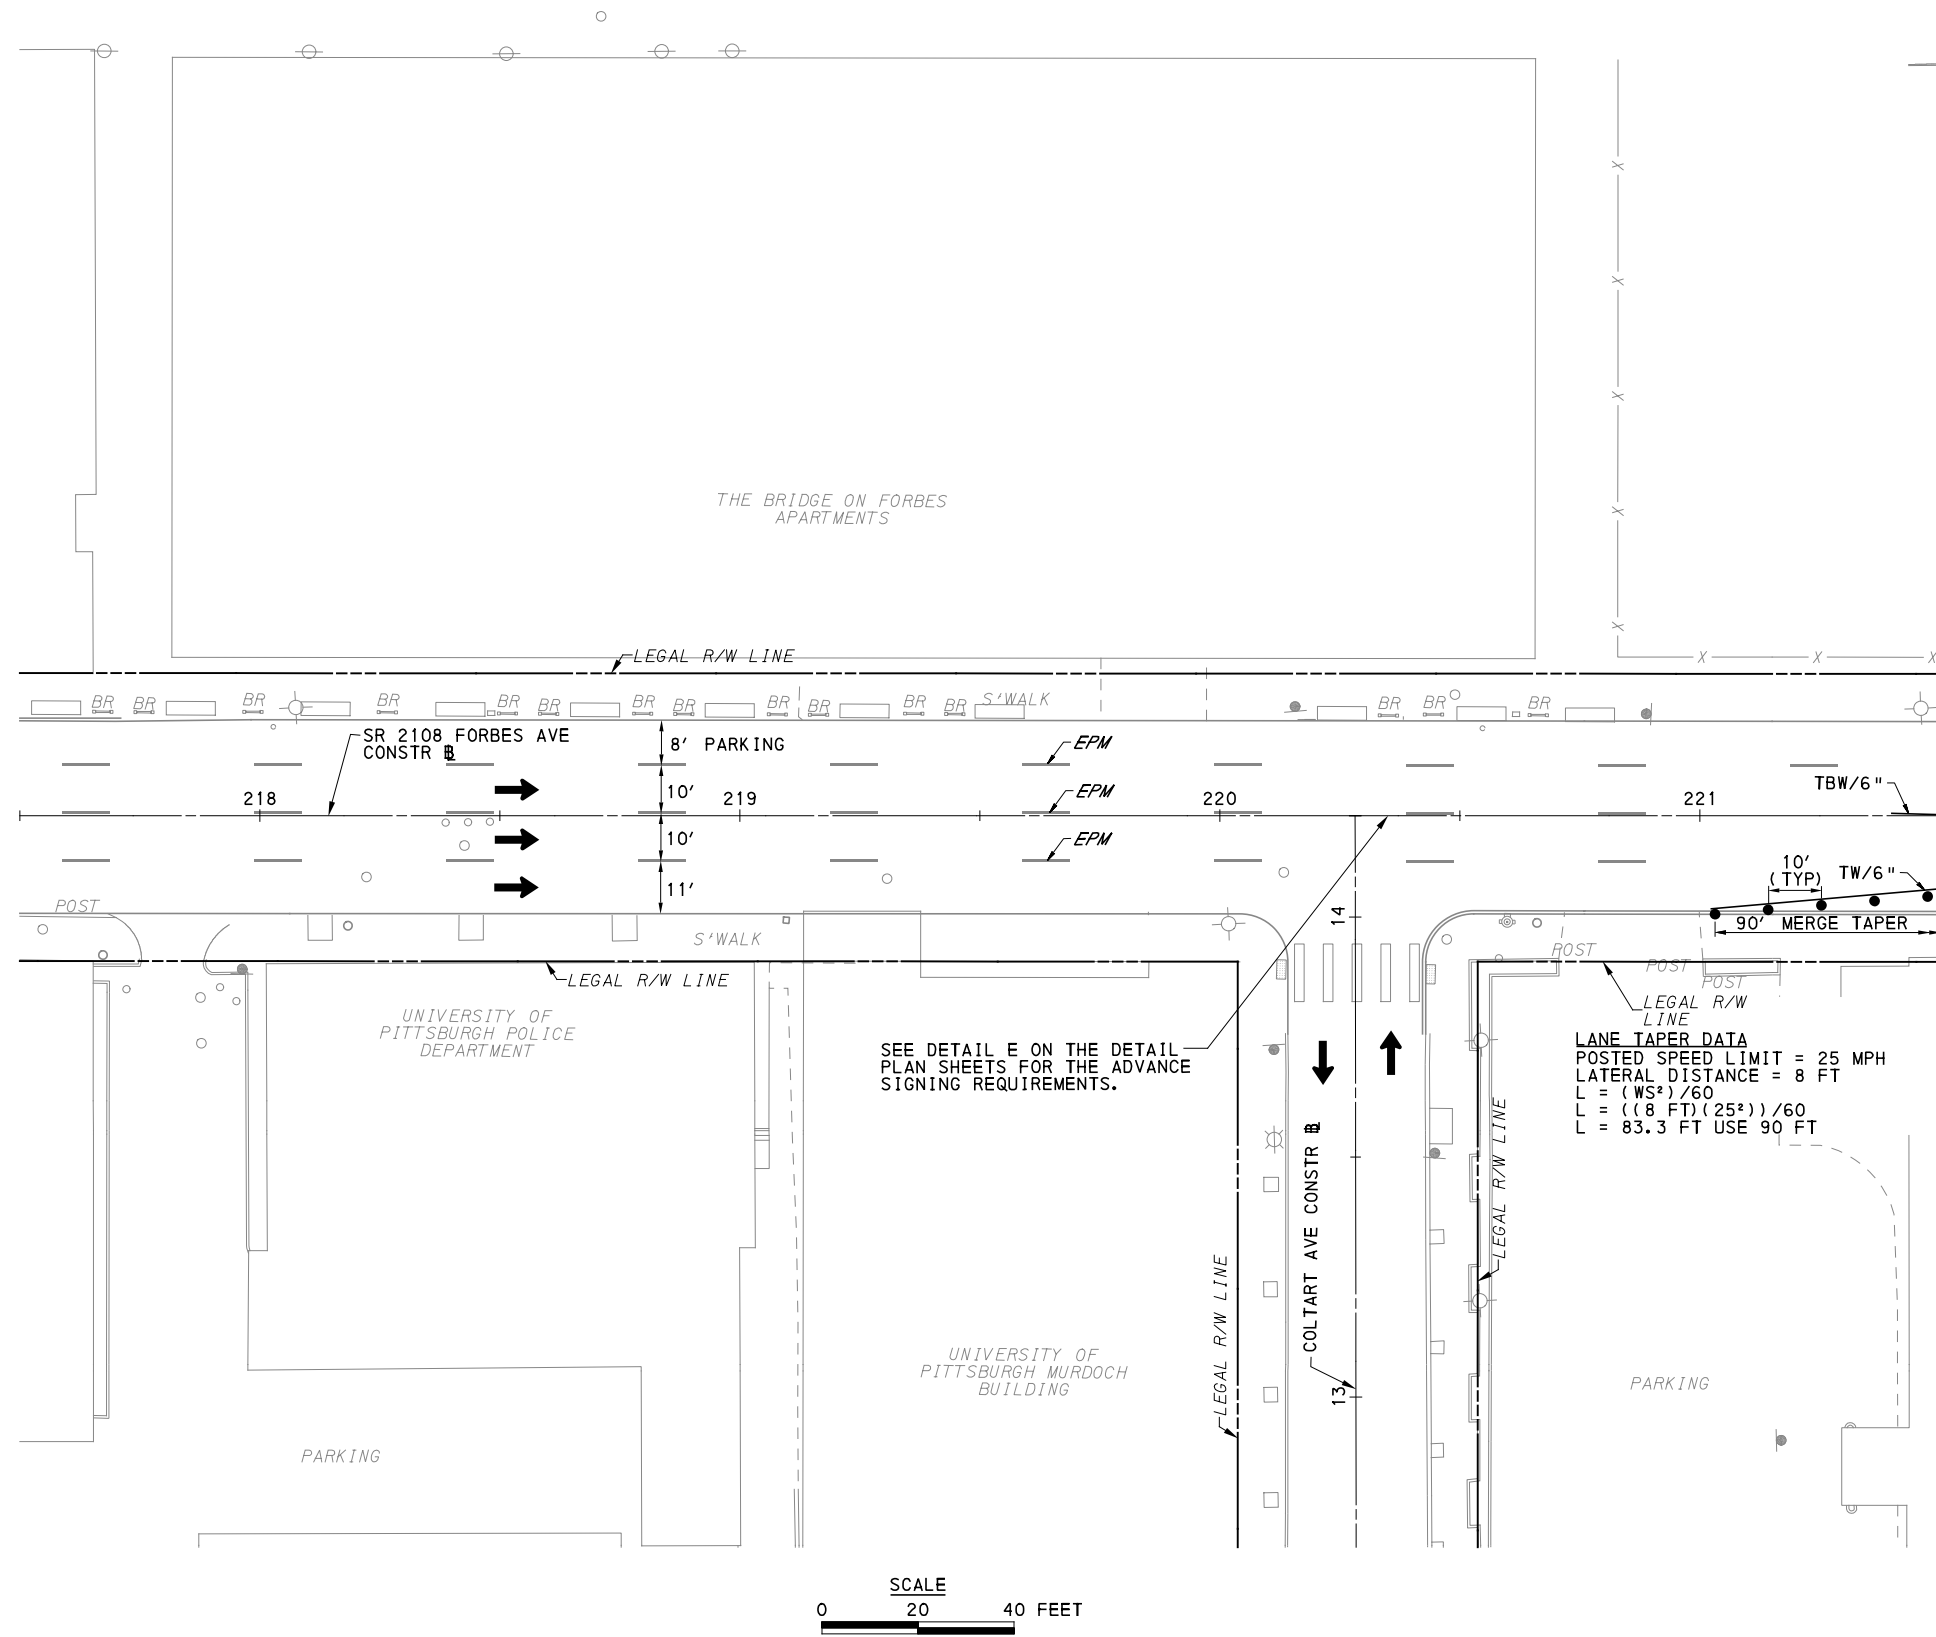 THE BRIDGE ON FORBES
APARTMENTS
X
X
X
X
X
X
X
X
LEGAL R/W LINE
BR
BR
BR
BR
BR
BR
BR
BR
BR
BR
BR
BR
S'WALK
BR
BR
BR
SR 2108 FORBES AVE
CONSTR BL
8' PARKING
EPM
10'
EPM
218
219
220
221
TBW/6"
10'
EPM
11'
10'
(TYP)
TW/6"
90' MERGE TAPER
POST
S'WALK
14
POST
POST
POST
LEGAL R/W LINE
LEGAL R/W
LINE
UNIVERSITY OF
PITTSBURGH POLICE
DEPARTMENT
SEE DETAIL E ON THE DETAIL
PLAN SHEETS FOR THE ADVANCE
SIGNING REQUIREMENTS.
LANE TAPER DATA
POSTED SPEED LIMIT = 25 MPH
LATERAL DISTANCE = 8 FT
L = (WS²)/60
L = ((8 FT)(25²))/60
L = 83.3 FT USE 90 FT
LEGAL R/W LINE
COLTART AVE CONSTR BL
LEGAL R/W LINE
13
UNIVERSITY OF
PITTSBURGH MURDOCH
BUILDING
PARKING
PARKING
SCALE
0 20 40 FEET